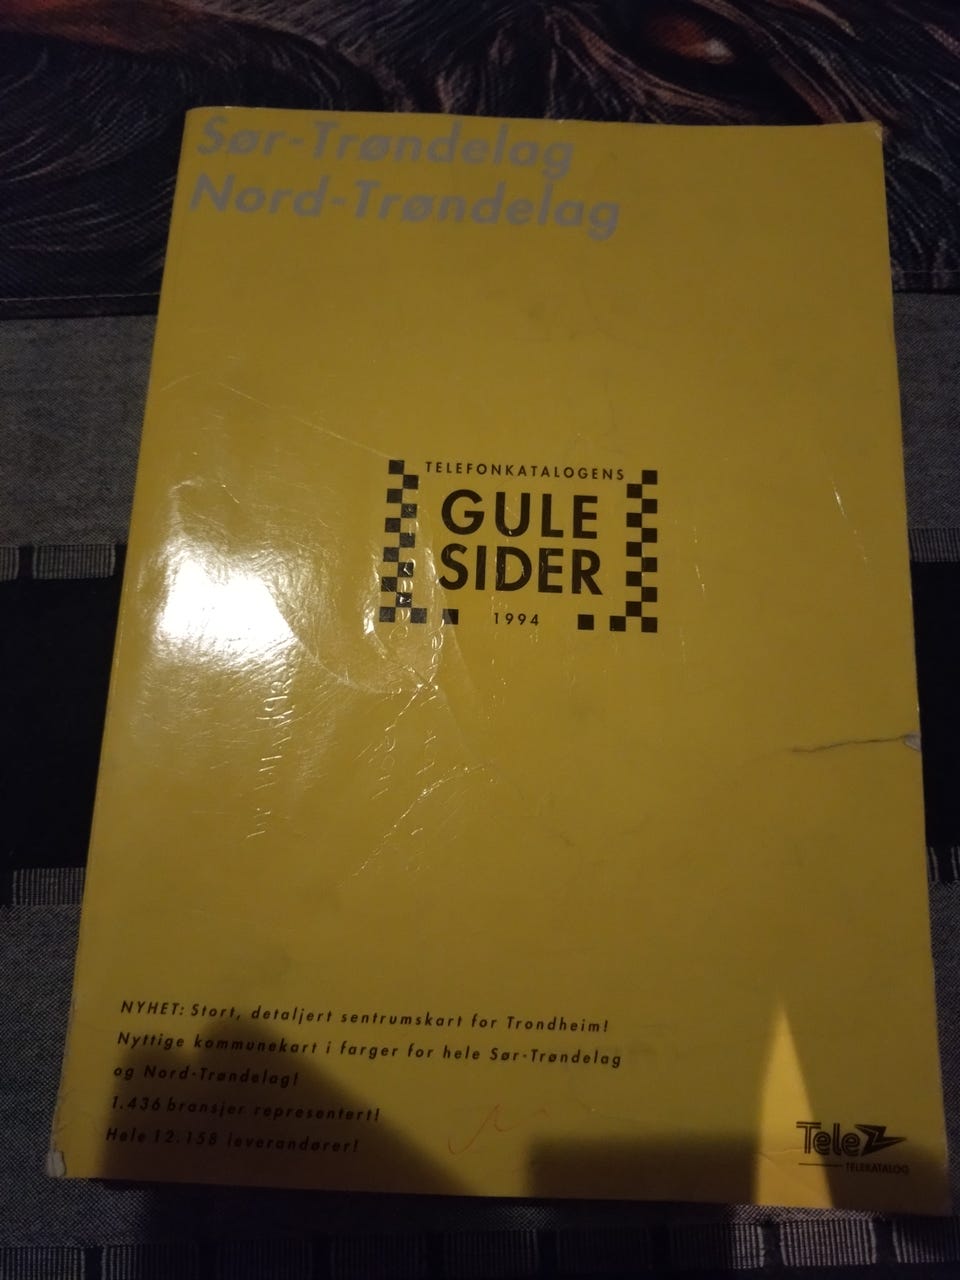 Sør-Trøndelag
Nord-Trøndelag
TELEFONKATALOGENS
GULE
SIDER
1994
NYHET: Stort, detaljert sentrumskart for Trondheim!
Nyttige kommunekart i farger for hele Sør-Trøndelag
og Nord-Trøndelag!
1.436 bransjer representert!
Hele 12.158 leverandører!
Tele
TELEKATALOG